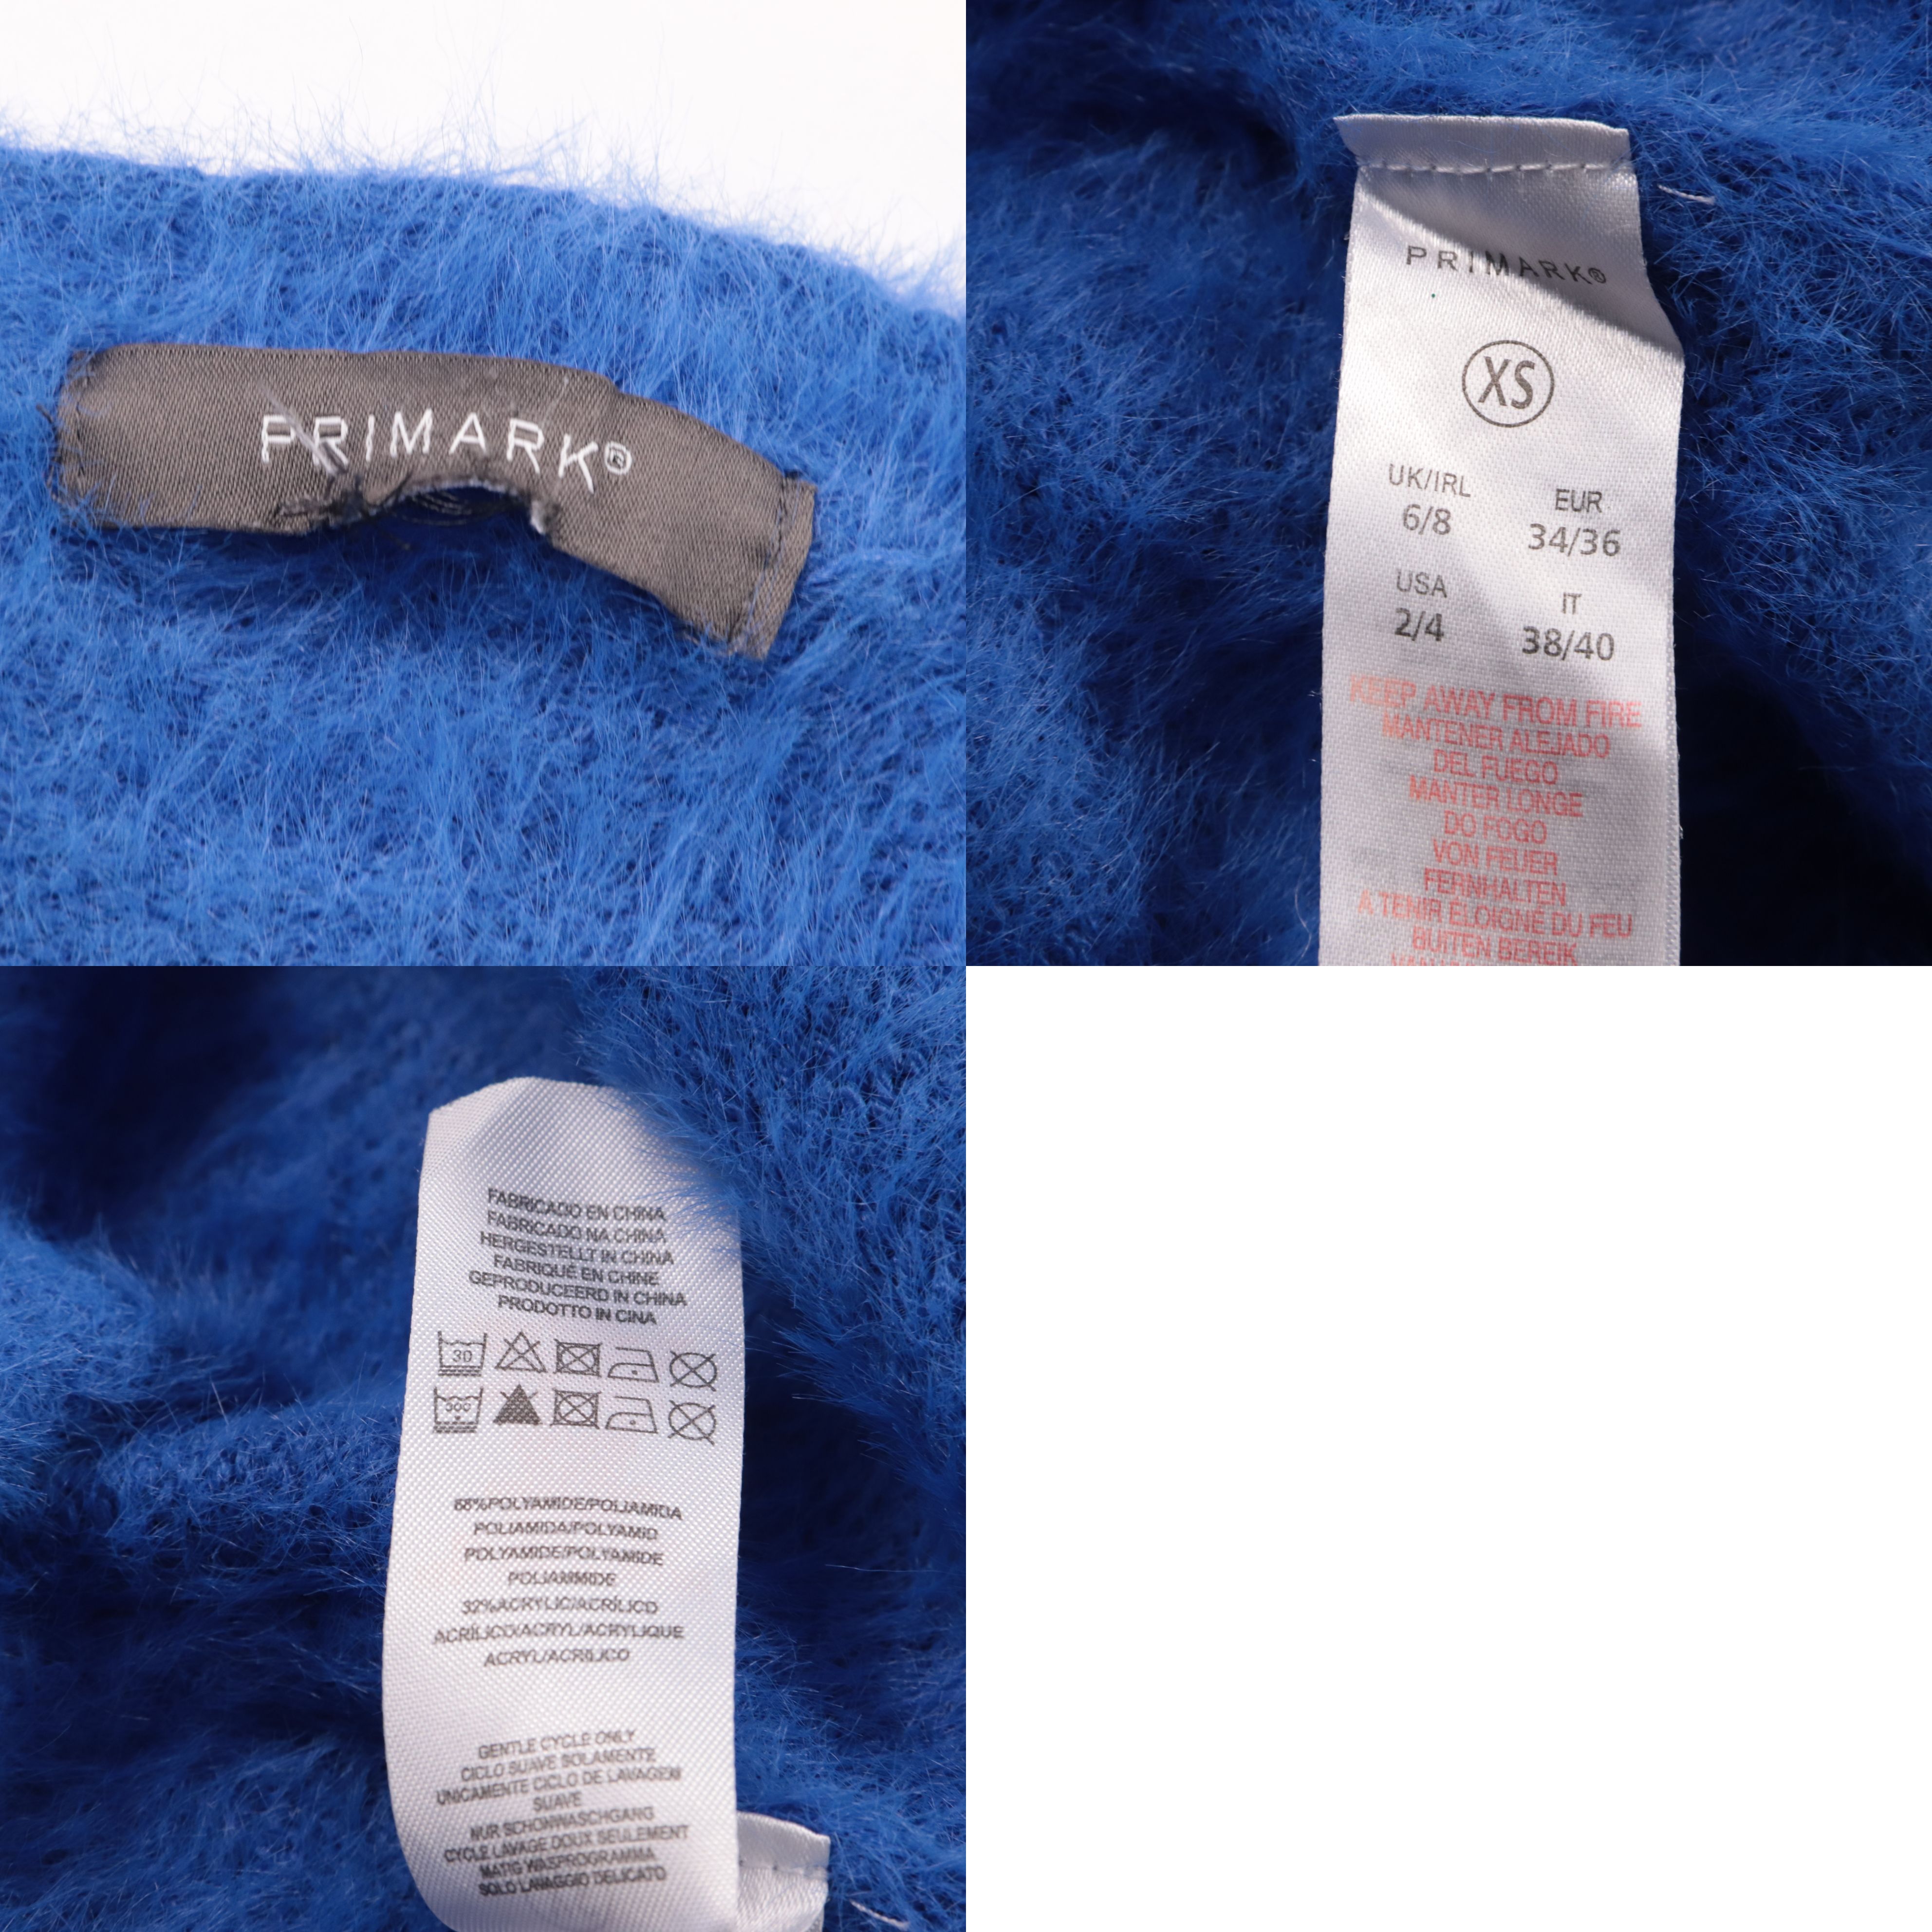 PRIMARK®
PRIMARK®
XS
UK/IRL EUR
6/8 34/36
USA IT
2/4 38/40
KEEP AWAY FROM FIRE
MANTENER ALEJADO
DEL FUEGO
MANTER LONGE
DO FOGO
VON FEUER
FERNHALTEN
A TENIR ÉLOIGNÉ DU FEU
BUITEN BEREIK
FABRICADO EN CHINA
FABRICADO NA CHINA
HERGESTELLT IN CHINA
FABRIQUÉ EN CHINE
GEPRODUCEERD IN CHINA
PRODOTTO IN CINA
30
300
68%POLYAMIDE/POLIAMIDA
POLIAMIDA/POLYAMID
POLYAMIDE/POLYAMIDE
POLIAMMIDE
32%ACRYLIC/ACRÍLICO
ACRÍLICO/ACRYL/ACRYLIQUE
ACRYL/ACRILICO
GENTLE CYCLE ONLY
CICLO SUAVE SOLAMENTE
UNICAMENTE CICLO DE LAVAGEM
SUAVE
NUR SCHONWASCHGANG
CYCLE LAVAGE DOUX SEULEMENT
MATIG WASPROGRAMMA
SOLO LAVAGGIO DELICATO